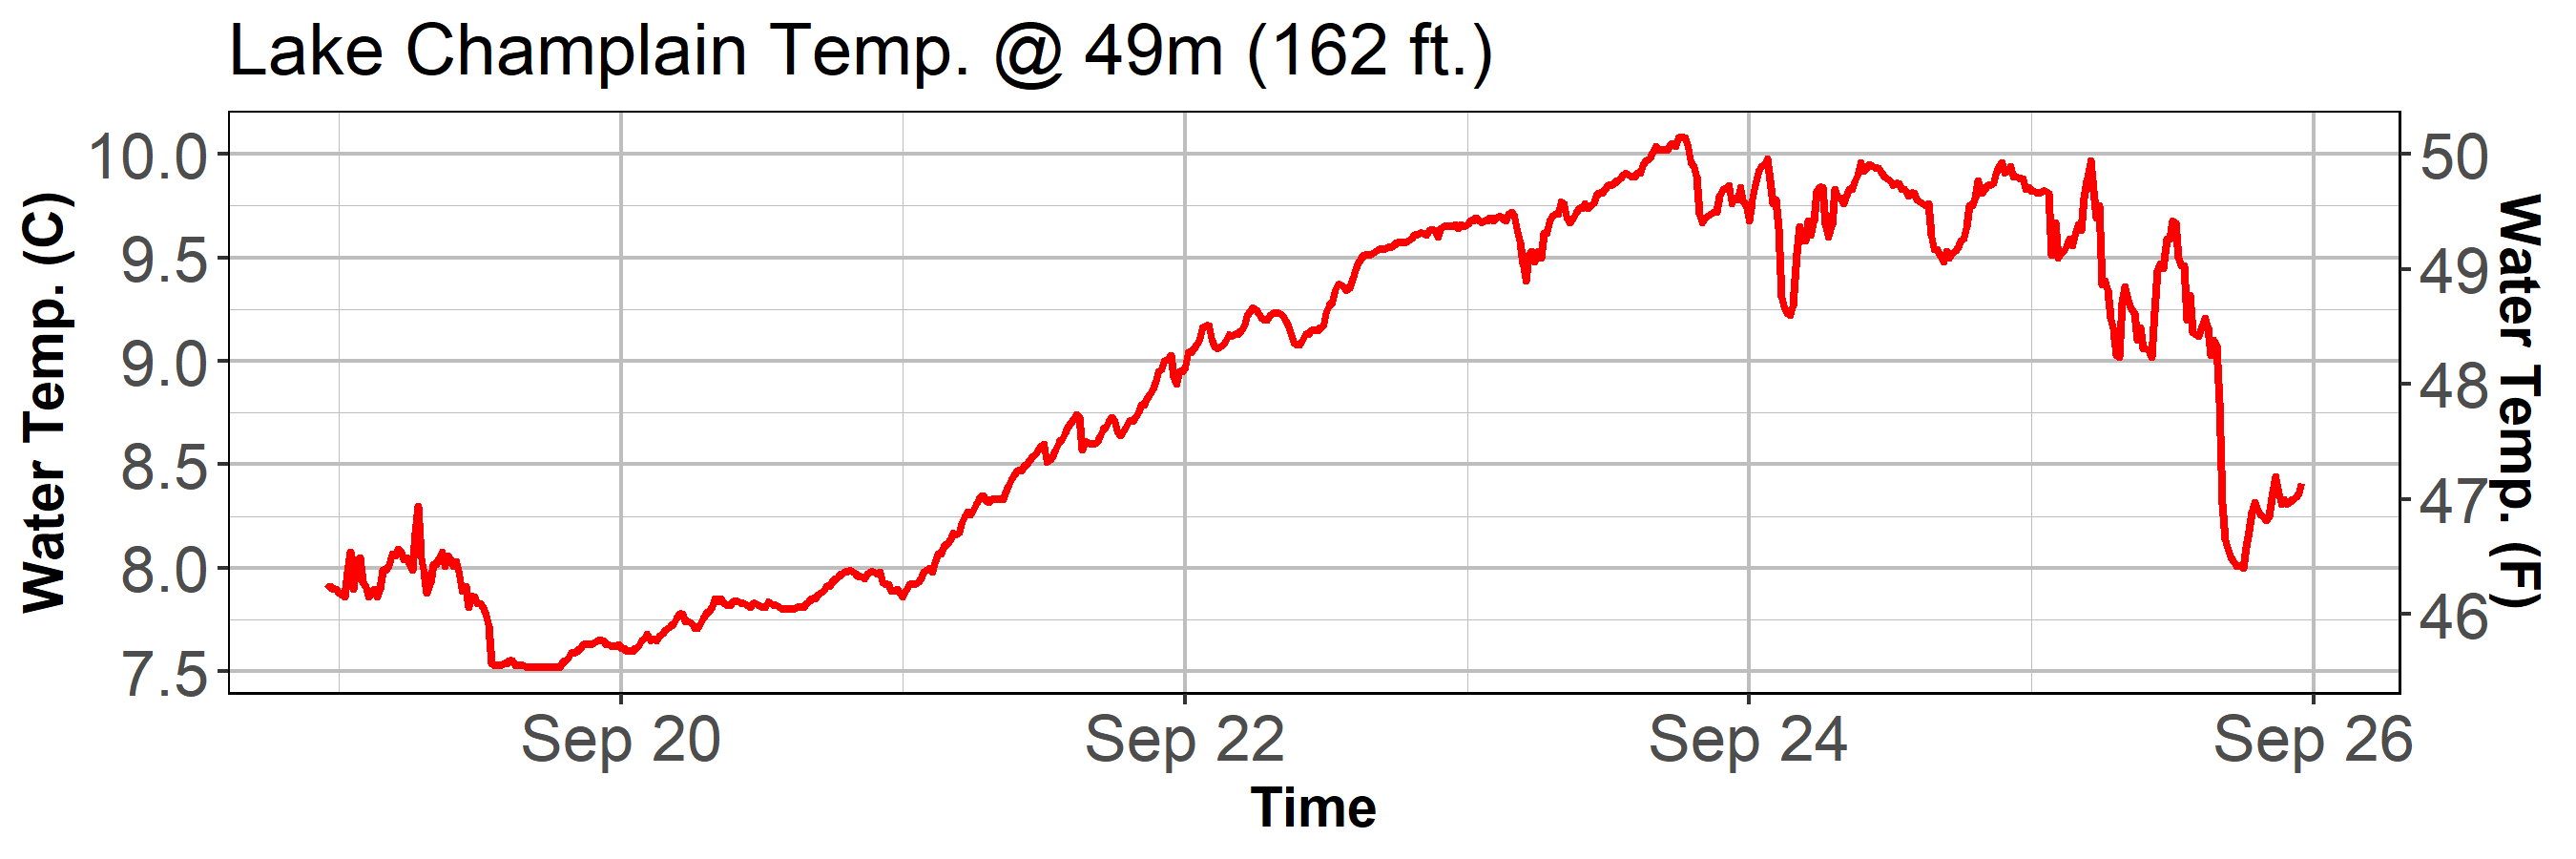 Lake Champlain Temp. @ 49m (162 ft.)
Water Temp. (C)
10.0
9.5
9.0
8.5
8.0
7.5
50
49
48
47
46
Water Temp. (F)
Sep 20 Sep 22 Sep 24 Sep 26
Time